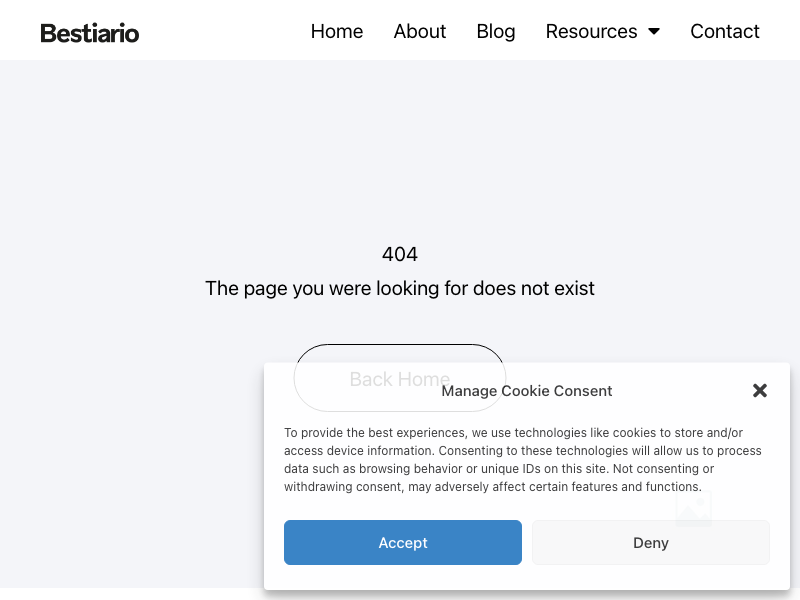 Bestiario
Home
About
Blog
Resources
Contact
404
The page you were looking for does not exist
Back Home
Manage Cookie Consent
To provide the best experiences, we use technologies like cookies to store and/or
access device information. Consenting to these technologies will allow us to process
data such as browsing behavior or unique IDs on this site. Not consenting or
withdrawing consent, may adversely affect certain features and functions.
Accept
Deny